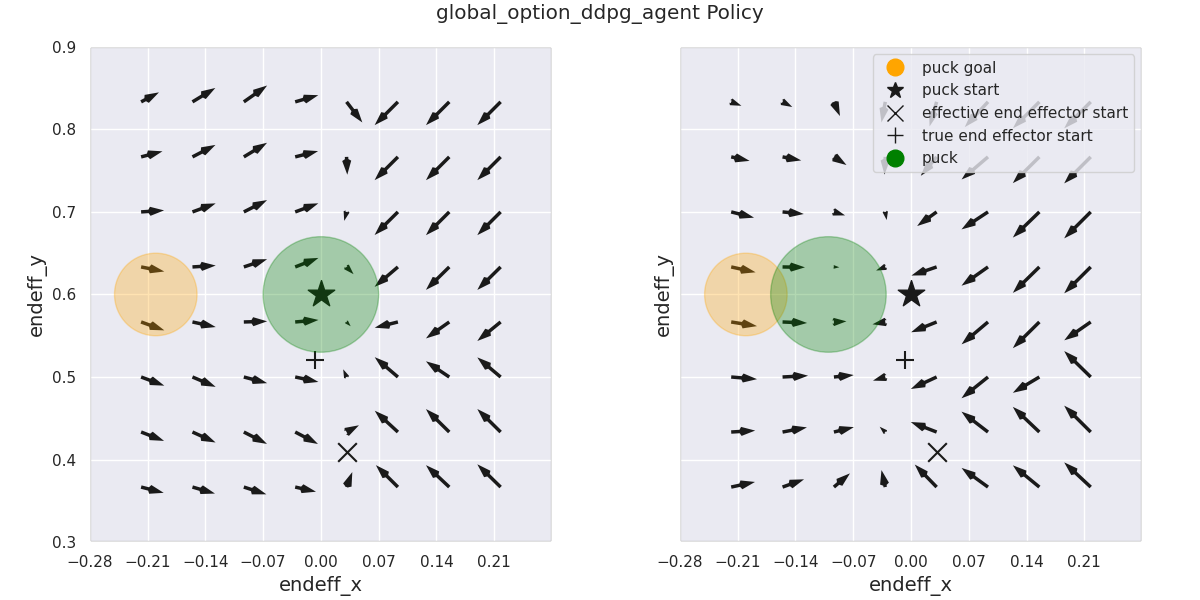 global_option_ddpg_agent Policy
endeff_y
0.9
0.8
0.7
0.6
0.5
0.4
0.3
−0.28 −0.21 −0.14 −0.07 0.00 0.07 0.14 0.21
endeff_x
endeff_y
puck goal
puck start
effective end effector start
true end effector start
puck
−0.28 −0.21 −0.14 −0.07 0.00 0.07 0.14 0.21
endeff_x